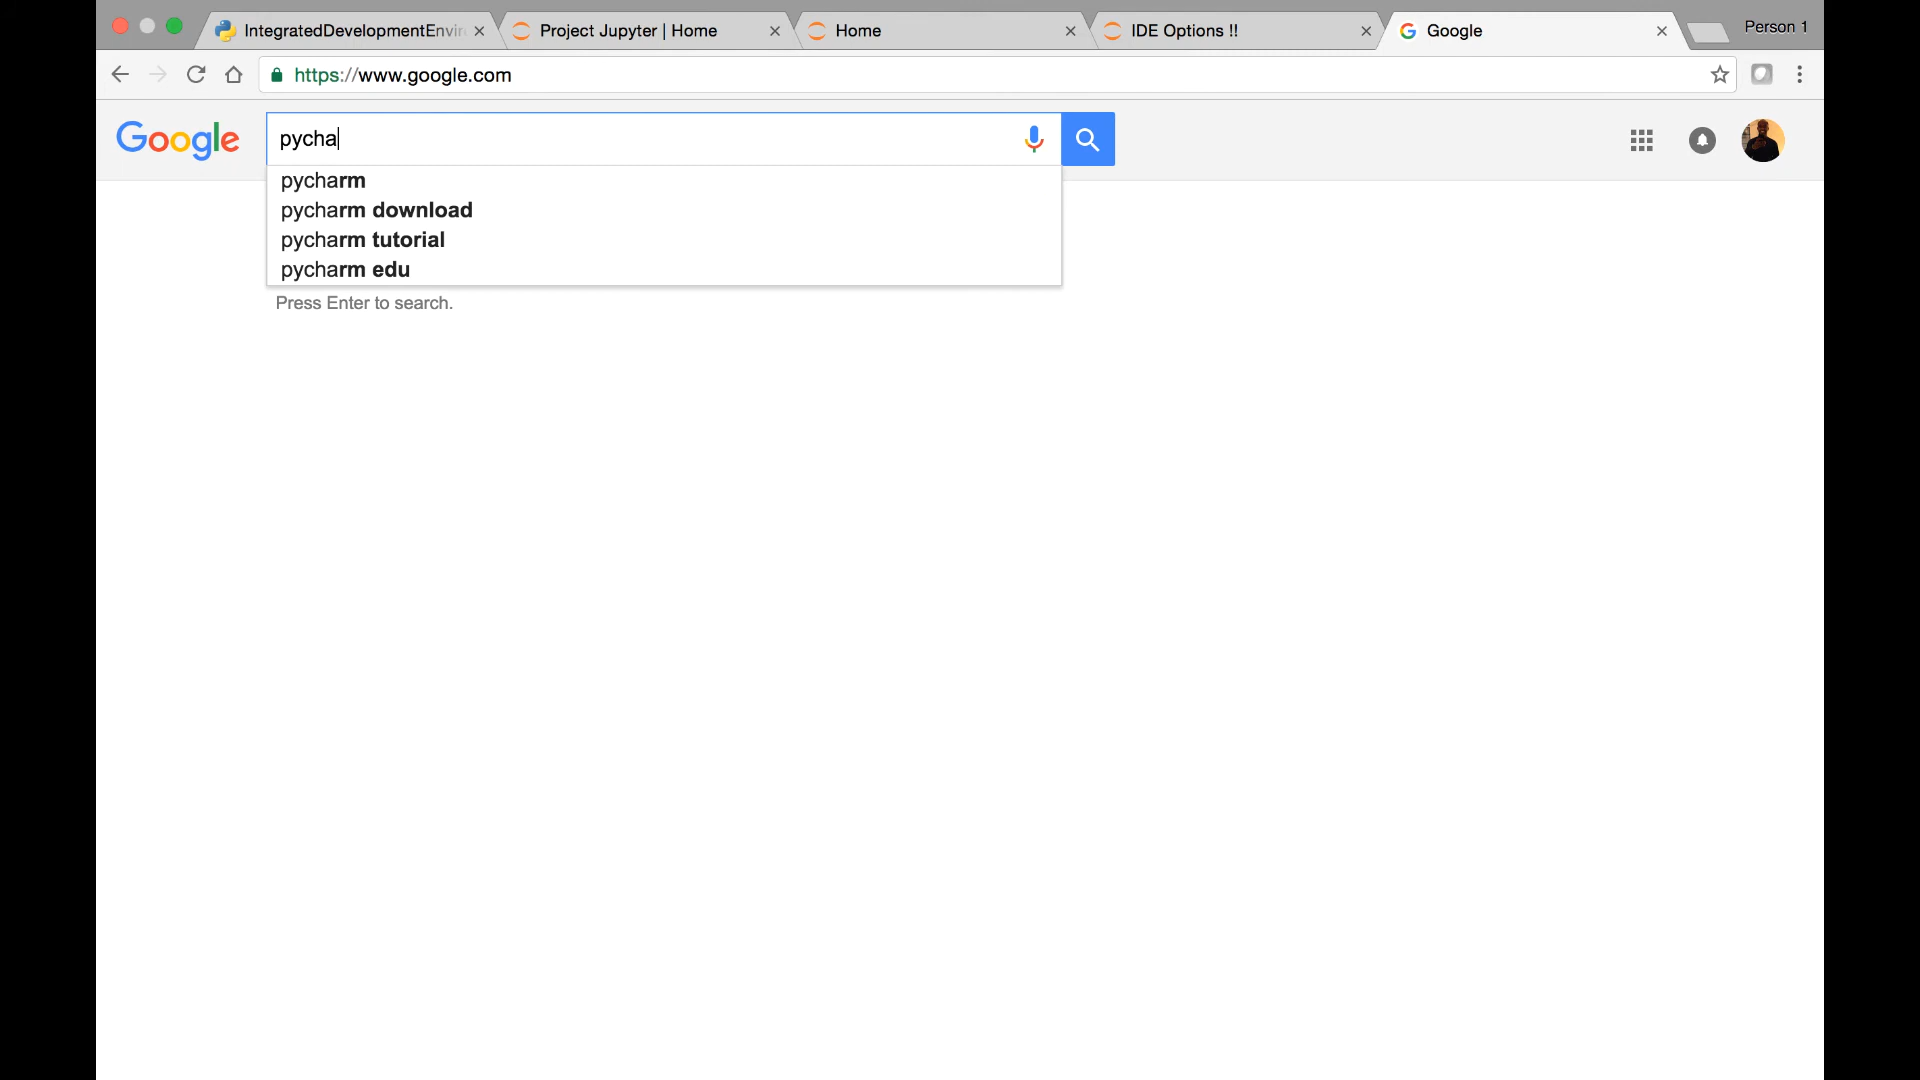 IntegratedDevelopmentEnvir
Project Jupyter | Home
Home
IDE Options !!
Google
Person 1
https://www.google.com
Google
pycha
pycharm
pycharm download
pycharm tutorial
pycharm edu
Press Enter to search.